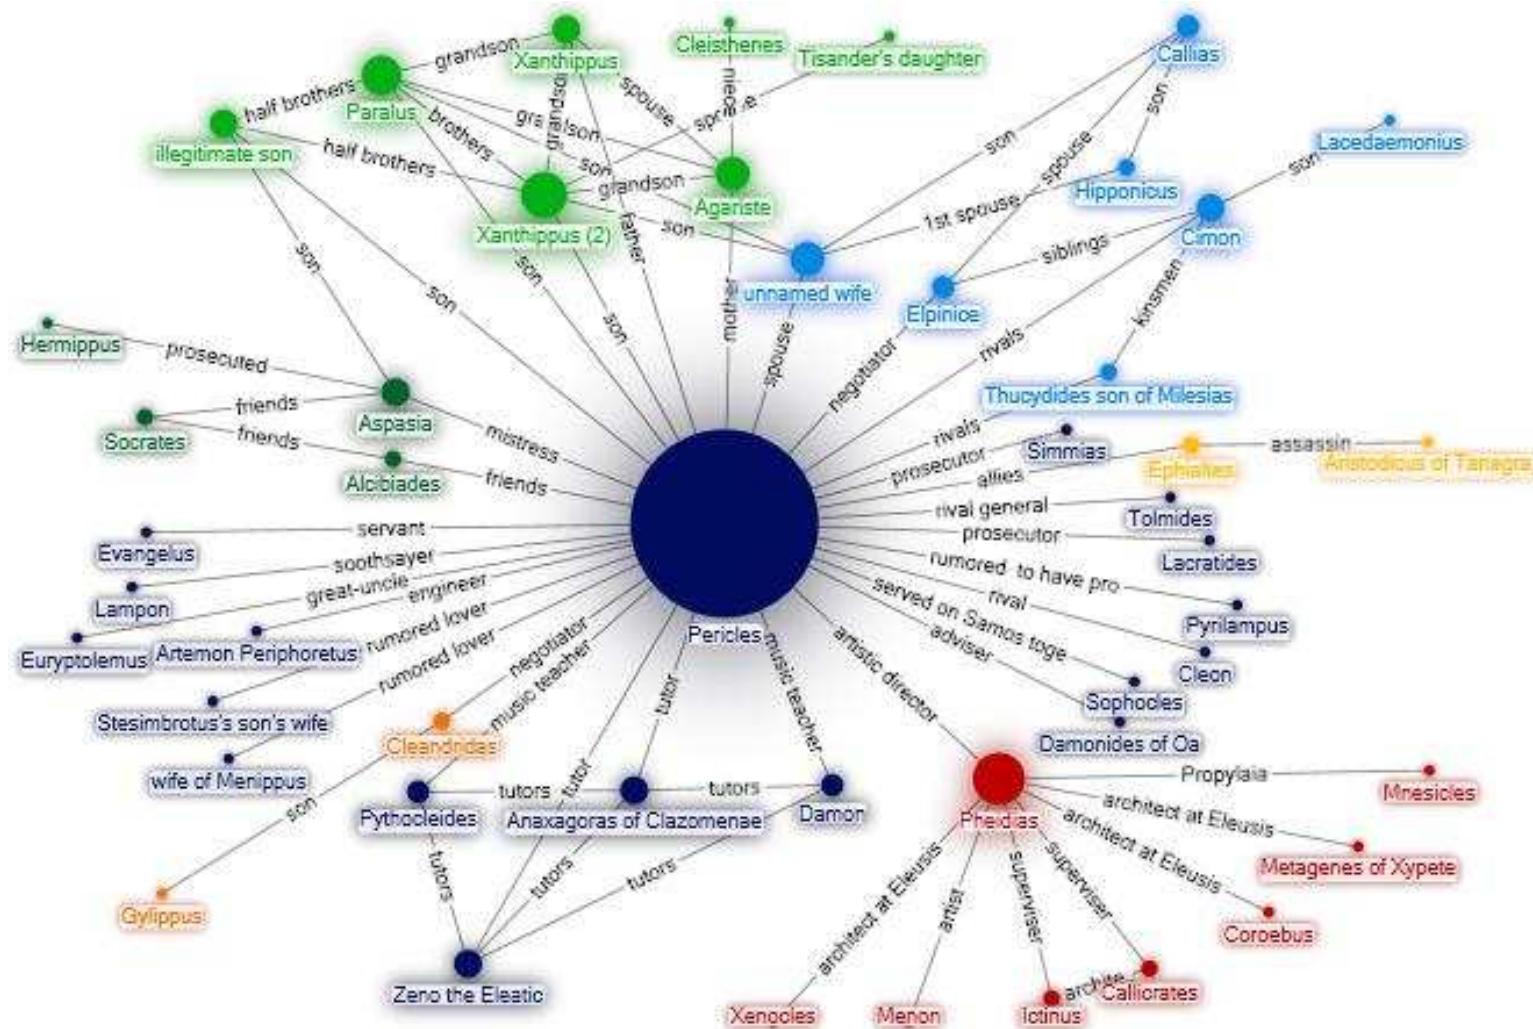 Xanthippus
Cleisthenes
Tisander's daughter
Callias
grandson
Paralus
half brothers
illegitimate son
grandson
spouse
niece
spouse
son
Lacedaemonius
brothers
grandson
son
half brothers
grandson
Agariste
Xanthippus (2)
son
father
son
1st spouse
spouse
Hipponicus
son
Cimon
siblings
unnamed wife
Elpinice
kinsmen
son
son
son
son
mother
spouse
negotiator
rivals
Hermippus
prosecuted
Thucydides son of Milesias
friends
Aspasia
Socrates
friends
mistress
Alcibiades
friends
rivals
prosecutor
Simmias
allies
Ephialtes
assassin
Aristodicus of Tanagra
rival general
Tolmides
prosecutor
Lacratides
servant
Evangelus
soothsayer
Lampon
great-uncle
engineer
Euryptolemus
Artemon Periphoretus
rumored lover
Stesimbrotus's son's wife
rumored lover
wife of Menippus
negotiator
music teacher
Cleandridas
son
Gylippus
Pericles
rumored to have pro
Pyrilampus
rival
Cleon
served on Samos toge
Sophocles
adviser
Damonides of Oa
artistic director
music teacher
tutor
tutor
Pythocleides
tutors
Anaxagoras of Clazomenae
tutors
Damon
tutors
tutors
tutors
Zeno the Eleatic
Pheidias
Propylaia
Mnesicles
architect at Eleusis
Metagenes of Xypete
architect at Eleusis
Coroebus
architect at Eleusis
Xenocles
artist
Menon
superviser
Ictinus
superviser
archite
Callicrates